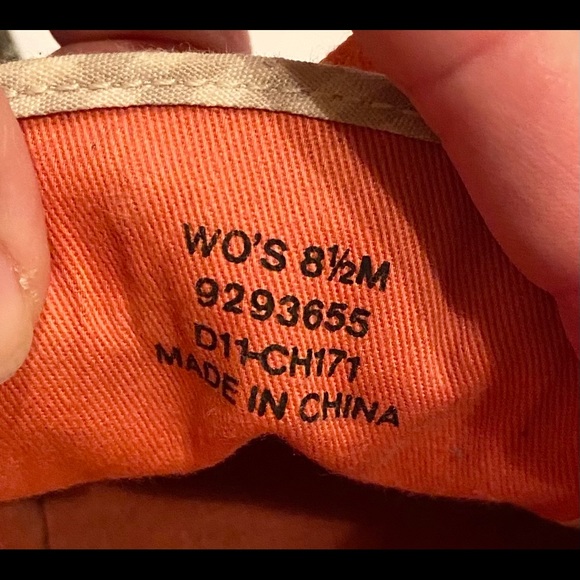 WO'S 8½M
9293655
D11-CH171
MADE IN CHINA